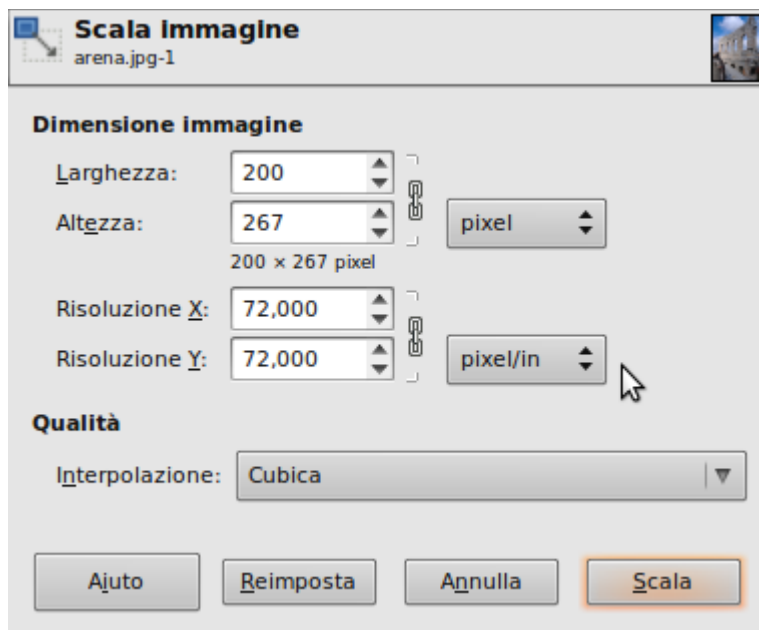 Scala immagine
arena.jpg-1
Dimensione immagine
Larghezza: 200
Altezza: 267 pixel
200 × 267 pixel
Risoluzione X: 72,000
Risoluzione Y: 72,000 pixel/in
Qualità
Interpolazione: Cubica
Aiuto Reimposta Annulla Scala